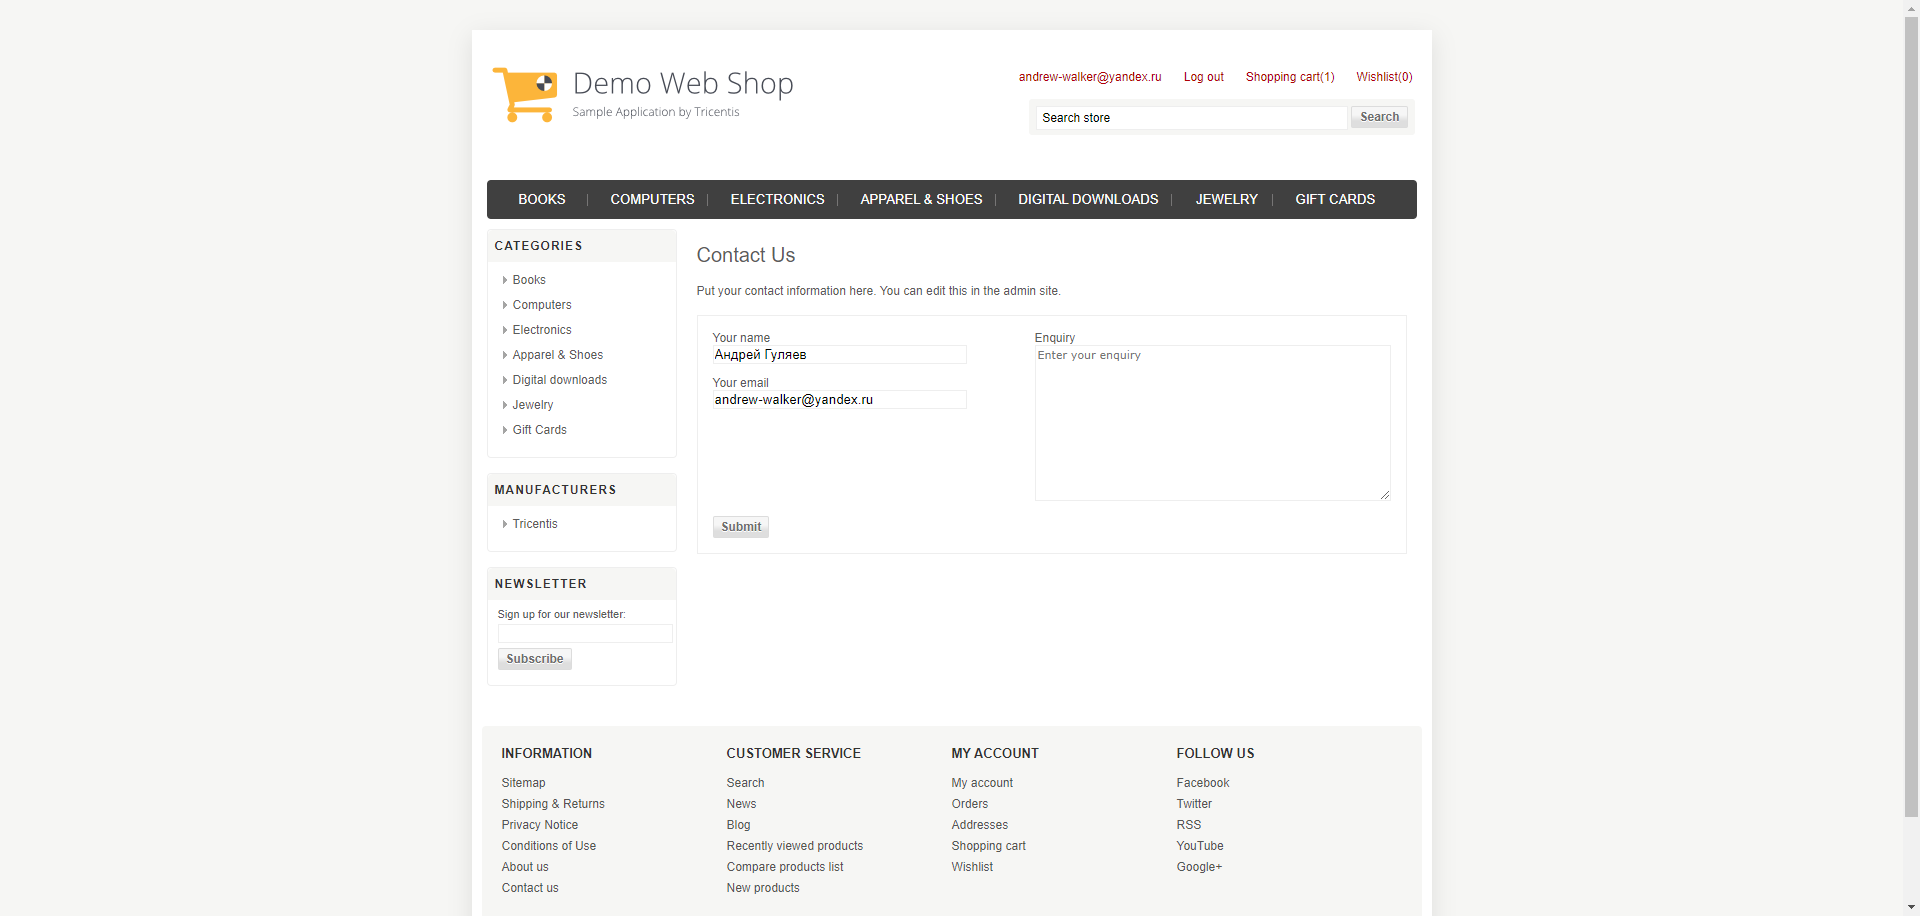 Demo Web Shop
Sample Application by Tricentis
andrew-walker@yandex.ru Log out Shopping cart(1) Wishlist(0)
Search store Search
BOOKS COMPUTERS ELECTRONICS APPAREL & SHOES DIGITAL DOWNLOADS JEWELRY GIFT CARDS
CATEGORIES
Books
Computers
Electronics
Apparel & Shoes
Digital downloads
Jewelry
Gift Cards
MANUFACTURERS
Tricentis
NEWSLETTER
Sign up for our newsletter:
Subscribe
Contact Us
Put your contact information here. You can edit this in the admin site.
Your name
Андрей Гуляев
Your email
andrew-walker@yandex.ru
Enquiry
Enter your enquiry
Submit
INFORMATION
Sitemap
Shipping & Returns
Privacy Notice
Conditions of Use
About us
Contact us
CUSTOMER SERVICE
Search
News
Blog
Recently viewed products
Compare products list
New products
MY ACCOUNT
My account
Orders
Addresses
Shopping cart
Wishlist
FOLLOW US
Facebook
Twitter
RSS
YouTube
Google+